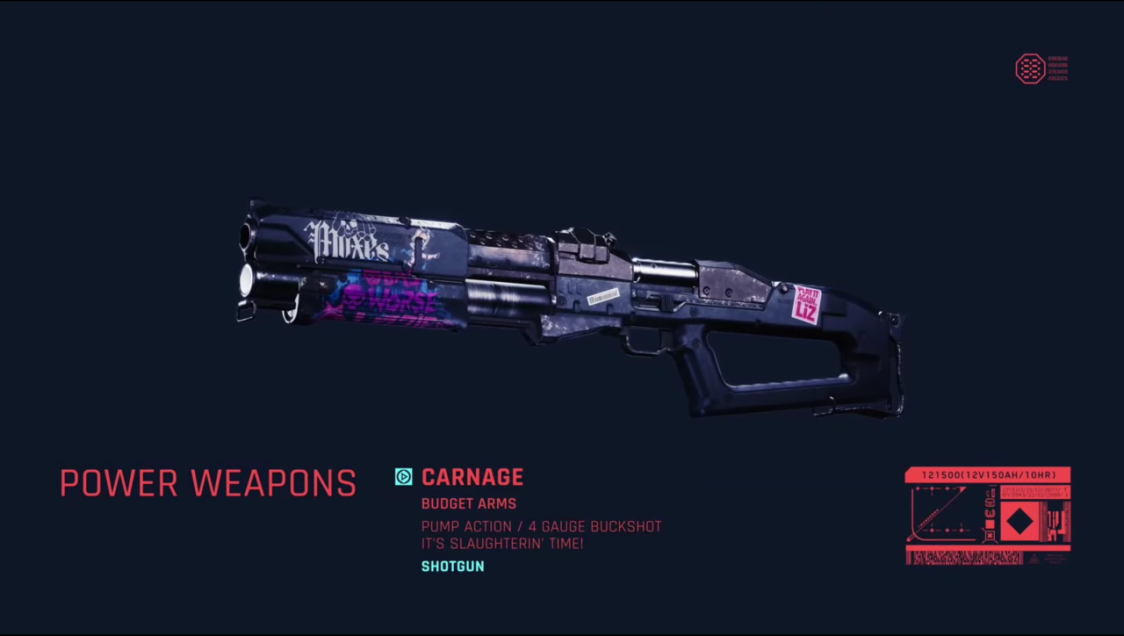 Moxes
WORSE
LIZ
POWER WEAPONS
CARNAGE
BUDGET ARMS
PUMP ACTION / 4 GAUGE BUCKSHOT
IT'S SLAUGHTERIN' TIME!
SHOTGUN
121500(12V150AH/10HR)